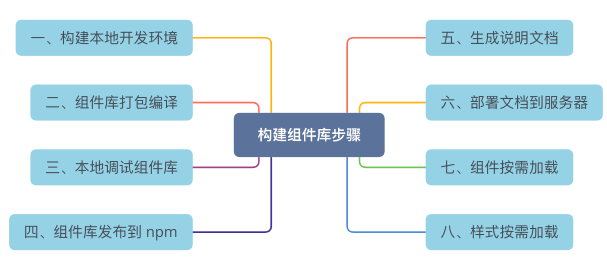 构建组件库步骤
一、构建本地开发环境
二、组件库打包编译
三、本地调试组件库
四、组件库发布到 npm
五、生成说明文档
六、部署文档到服务器
七、组件按需加载
八、样式按需加载